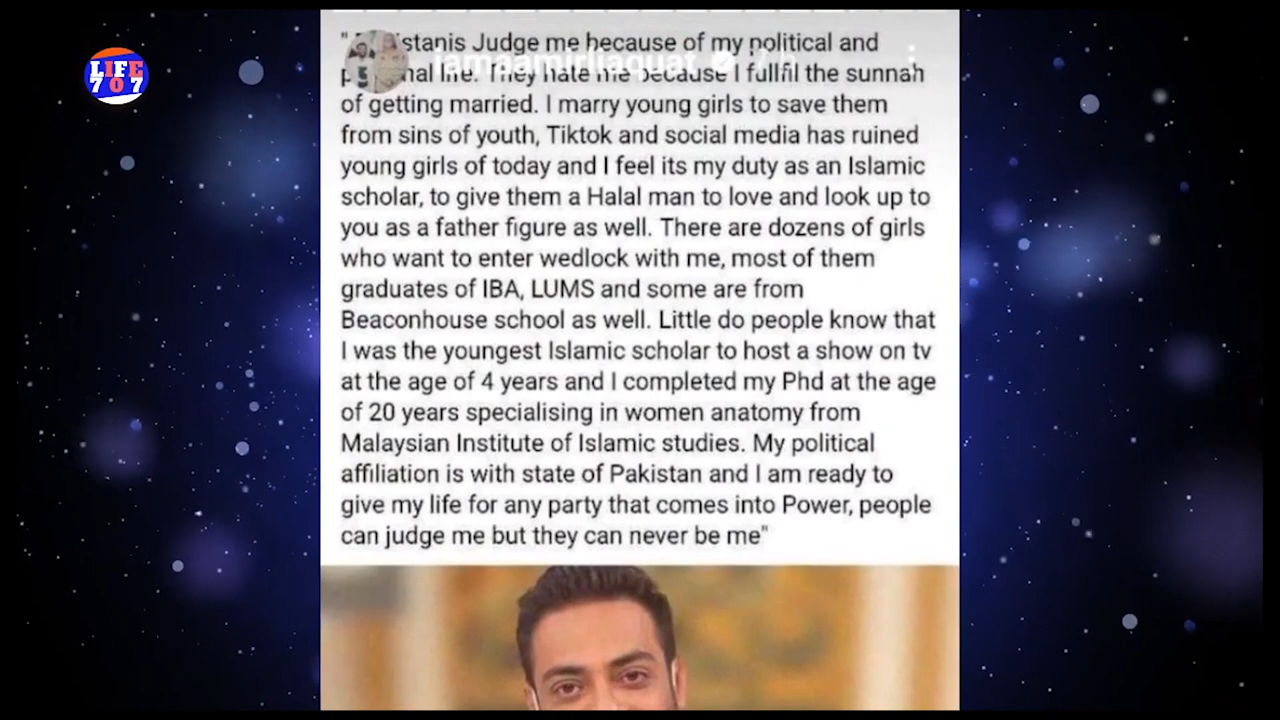 LIFE
7 0 7
iamaamirliaquat
" stanis Judge me because of my political and
nal life. They hate me because I fullfil the sunnah
of getting married. I marry young girls to save them
from sins of youth, Tiktok and social media has ruined
young girls of today and I feel its my duty as an Islamic
scholar, to give them a Halal man to love and look up to
you as a father figure as well. There are dozens of girls
who want to enter wedlock with me, most of them
graduates of IBA, LUMS and some are from
Beaconhouse school as well. Little do people know that
I was the youngest Islamic scholar to host a show on tv
at the age of 4 years and I completed my Phd at the age
of 20 years specialising in women anatomy from
Malaysian Institute of Islamic studies. My political
affiliation is with state of Pakistan and I am ready to
give my life for any party that comes into Power, people
can judge me but they can never be me"